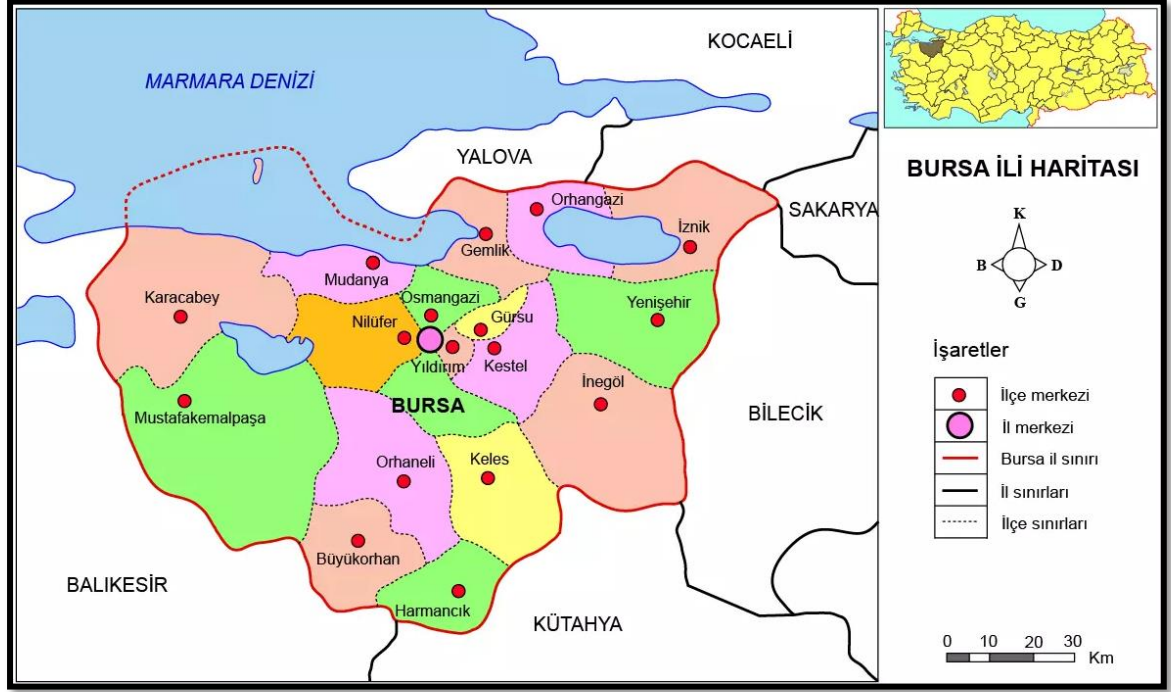 KOCAELİ
MARMARA DENİZİ
YALOVA
SAKARYA
Orhangazi
İznik
Gemlik
Mudanya
Karacabey
Osmangazi
Yenişehir
Nilüfer
Gürsu
Yıldırım
Kestel
İnegöl
Mustafakemalpaşa
BURSA
BİLECİK
Orhaneli
Keles
Büyükorhan
BALIKESİR
Harmancık
KÜTAHYA
BURSA İLİ HARİTASI
K
B
D
G
İşaretler
İlçe merkezi
İl merkezi
Bursa il sınırı
İl sınırları
İlçe sınırları
0 10 20 30
Km